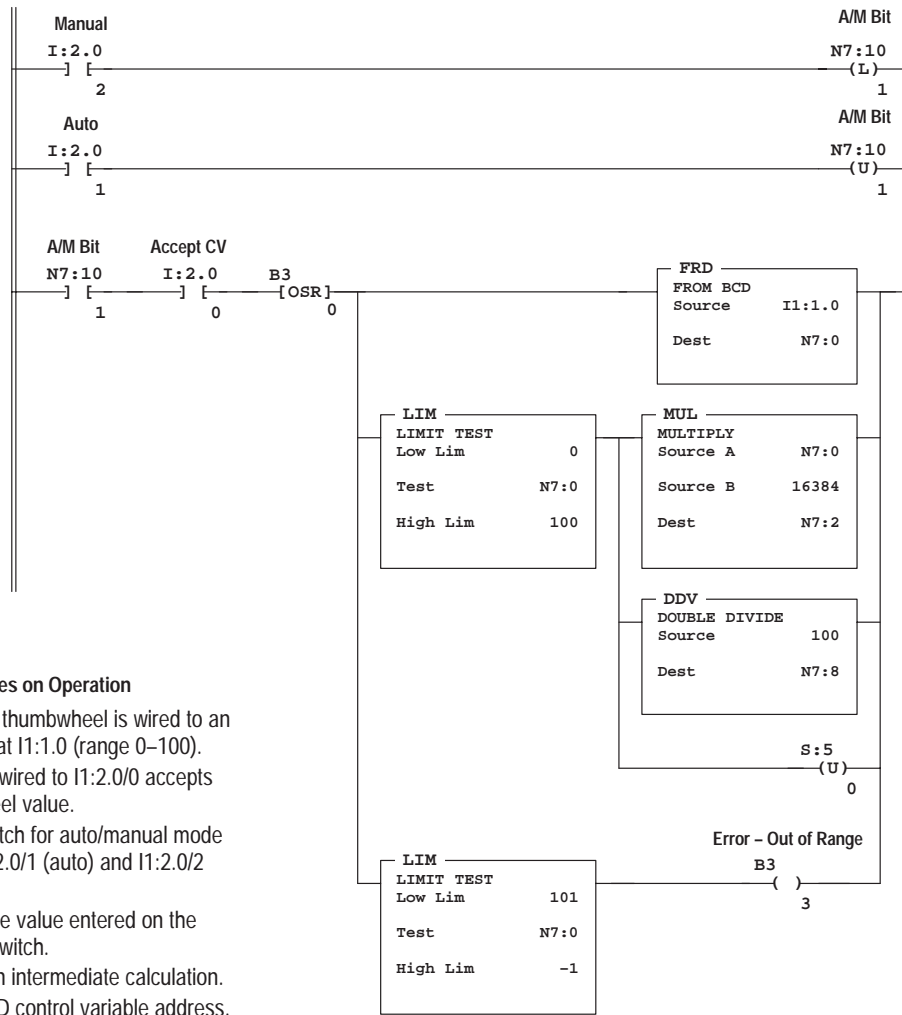 Manual
A/M Bit
I:2.0
N7:10
] [
(L)
2
1
Auto
A/M Bit
I:2.0
N7:10
] [
(U)
1
1
A/M Bit
Accept CV
N7:10
I:2.0
B3
] [
] [
[OSR]
1
0
0
FRD
FROM BCD
Source I1:1.0
Dest N7:0
LIM
LIMIT TEST
Low Lim 0
Test N7:0
High Lim 100
MUL
MULTIPLY
Source A N7:0
Source B 16384
Dest N7:2
DDV
DOUBLE DIVIDE
Source 100
Dest N7:8
S:5
(U)
0
Error – Out of Range
B3
( )
3
LIM
LIMIT TEST
Low Lim 101
Test N7:0
High Lim -1
es on Operation
thumbwheel is wired to an
at I1:1.0 (range 0–100).
wired to I1:2.0/0 accepts
el value.
tch for auto/manual mode
2.0/1 (auto) and I1:2.0/2
e value entered on the
witch.
n intermediate calculation.
D control variable address.